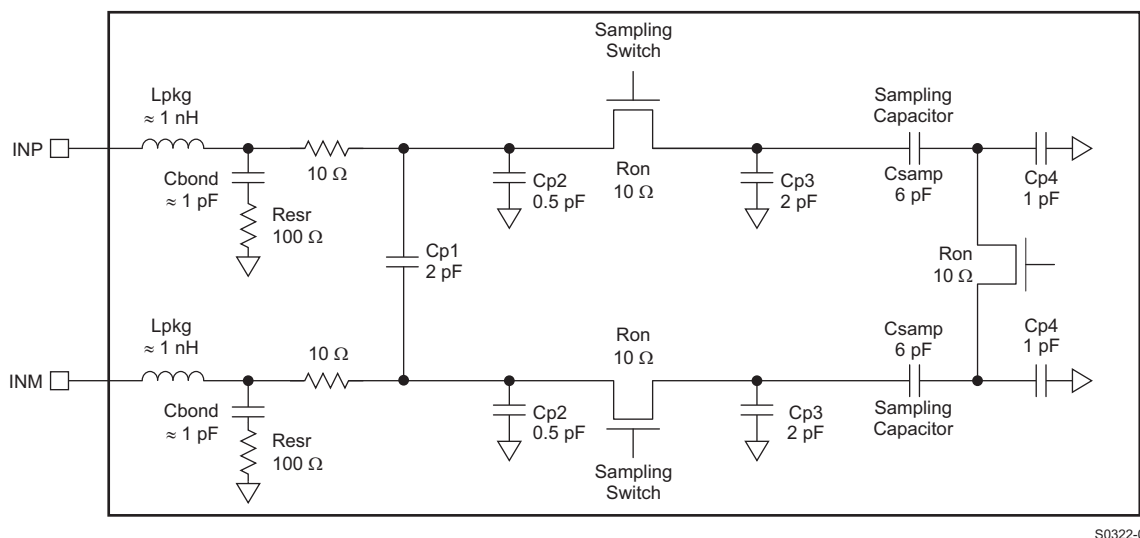 Sampling
Switch
Lpkg
≈ 1 nH
INP
10 Ω
Cbond
≈ 1 pF
Resr
100 Ω
Cp1
2 pF
Cp2
0.5 pF
Ron
10 Ω
Cp3
2 pF
Sampling
Capacitor
Csamp
6 pF
Cp4
1 pF
Ron
10 Ω
Lpkg
≈ 1 nH
INM
10 Ω
Cbond
≈ 1 pF
Resr
100 Ω
Cp2
0.5 pF
Ron
10 Ω
Sampling
Switch
Cp3
2 pF
Csamp
6 pF
Sampling
Capacitor
Cp4
1 pF